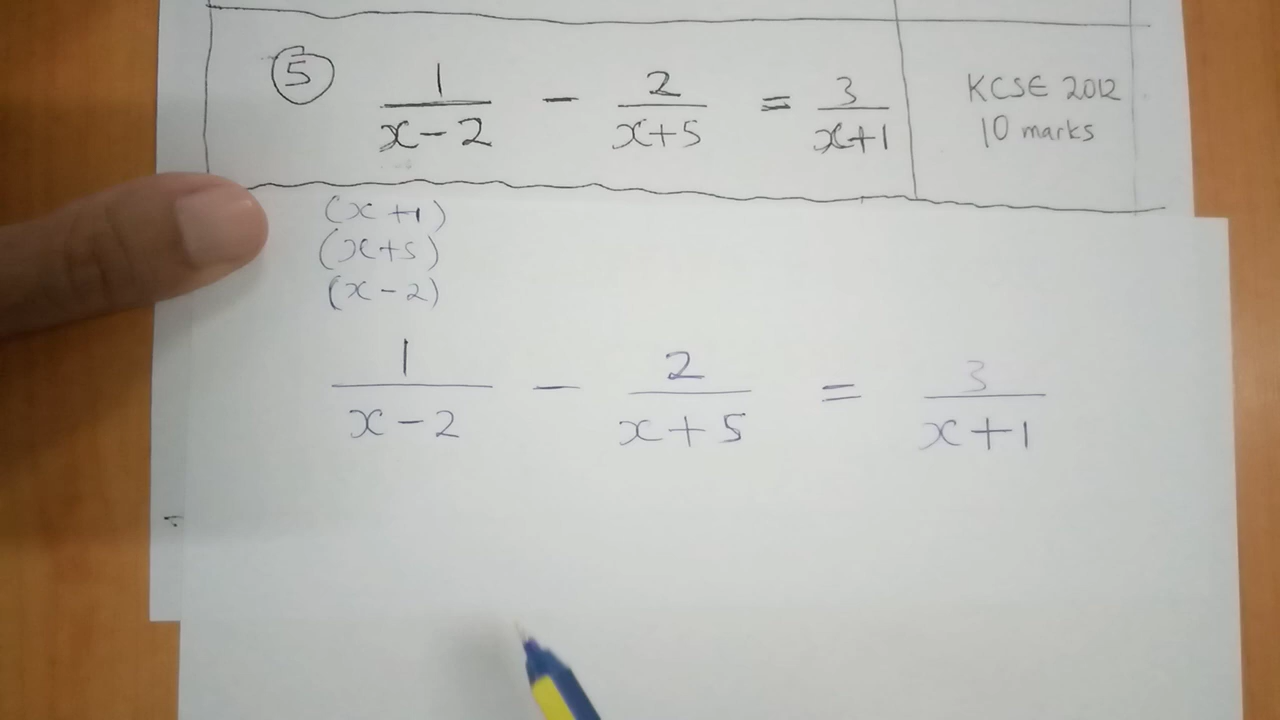 ⑤ 1/(x−2) − 2/(x+5) = 3/(x+1)
KCSE 2012
10 marks
(x+1)
(x+5)
(x−2)
1/(x−2) − 2/(x+5) = 3/(x+1)